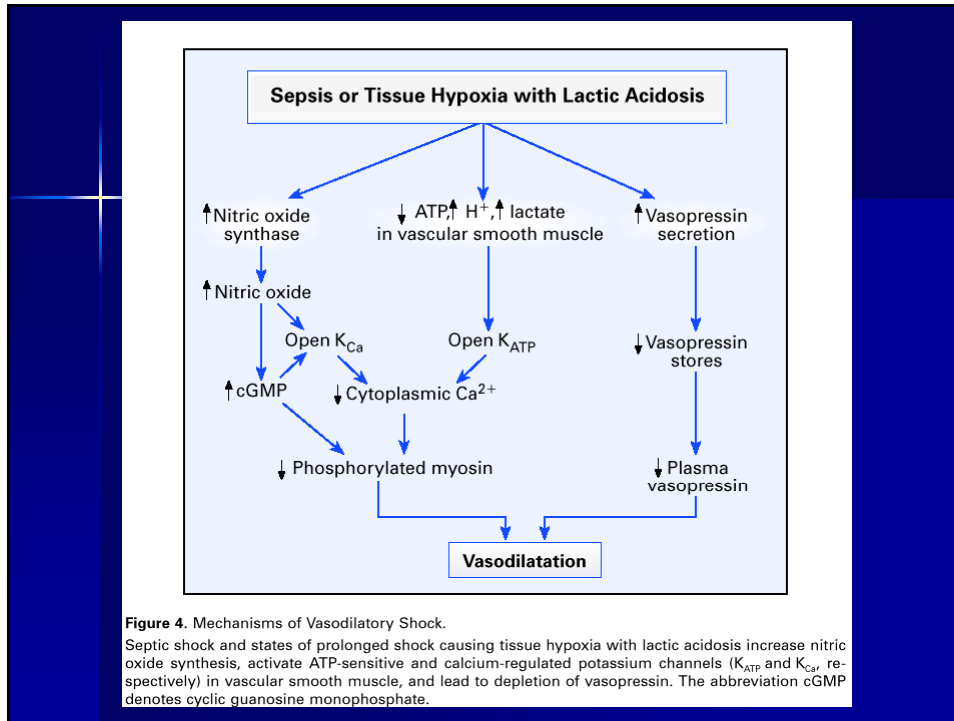 Sepsis or Tissue Hypoxia with Lactic Acidosis
↑Nitric oxide
synthase
↓ ATP,↑ H⁺,↑ lactate
in vascular smooth muscle
↑Vasopressin
secretion
↑Nitric oxide
Open K_Ca
Open K_ATP
↓Vasopressin
stores
↑cGMP
↓Cytoplasmic Ca²⁺
↓ Phosphorylated myosin
↓ Plasma
vasopressin
Vasodilatation
Figure 4. Mechanisms of Vasodilatory Shock.
Septic shock and states of prolonged shock causing tissue hypoxia with lactic acidosis increase nitric
oxide synthesis, activate ATP-sensitive and calcium-regulated potassium channels (K_ATP and K_Ca, re-
spectively) in vascular smooth muscle, and lead to depletion of vasopressin. The abbreviation cGMP
denotes cyclic guanosine monophosphate.